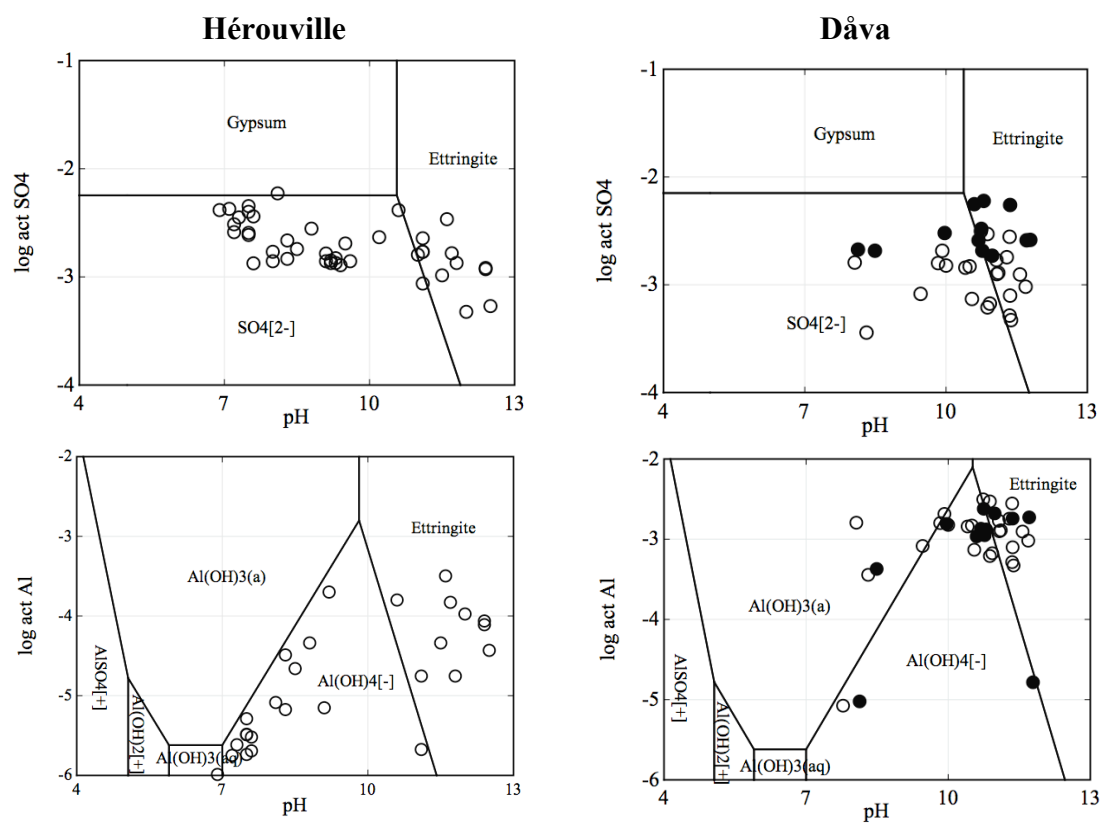 Hérouville
Dåva
-1
-2
-3
-4
log act SO4
Gypsum
Ettringite
SO4[2-]
4
7
10
13
pH
-1
-2
-3
-4
log act SO4
Gypsum
Ettringite
SO4[2-]
4
7
10
13
pH
-2
-3
-4
-5
-6
log act Al
Ettringite
Al(OH)3(a)
AlSO4[+]
Al(OH)2[+]
Al(OH)4[-]
Al(OH)3(aq)
4
7
10
13
pH
-2
-3
-4
-5
-6
log act Al
Ettringite
Al(OH)3(a)
AlSO4[+]
Al(OH)2[+]
Al(OH)4[-]
Al(OH)3(aq)
4
7
10
13
pH